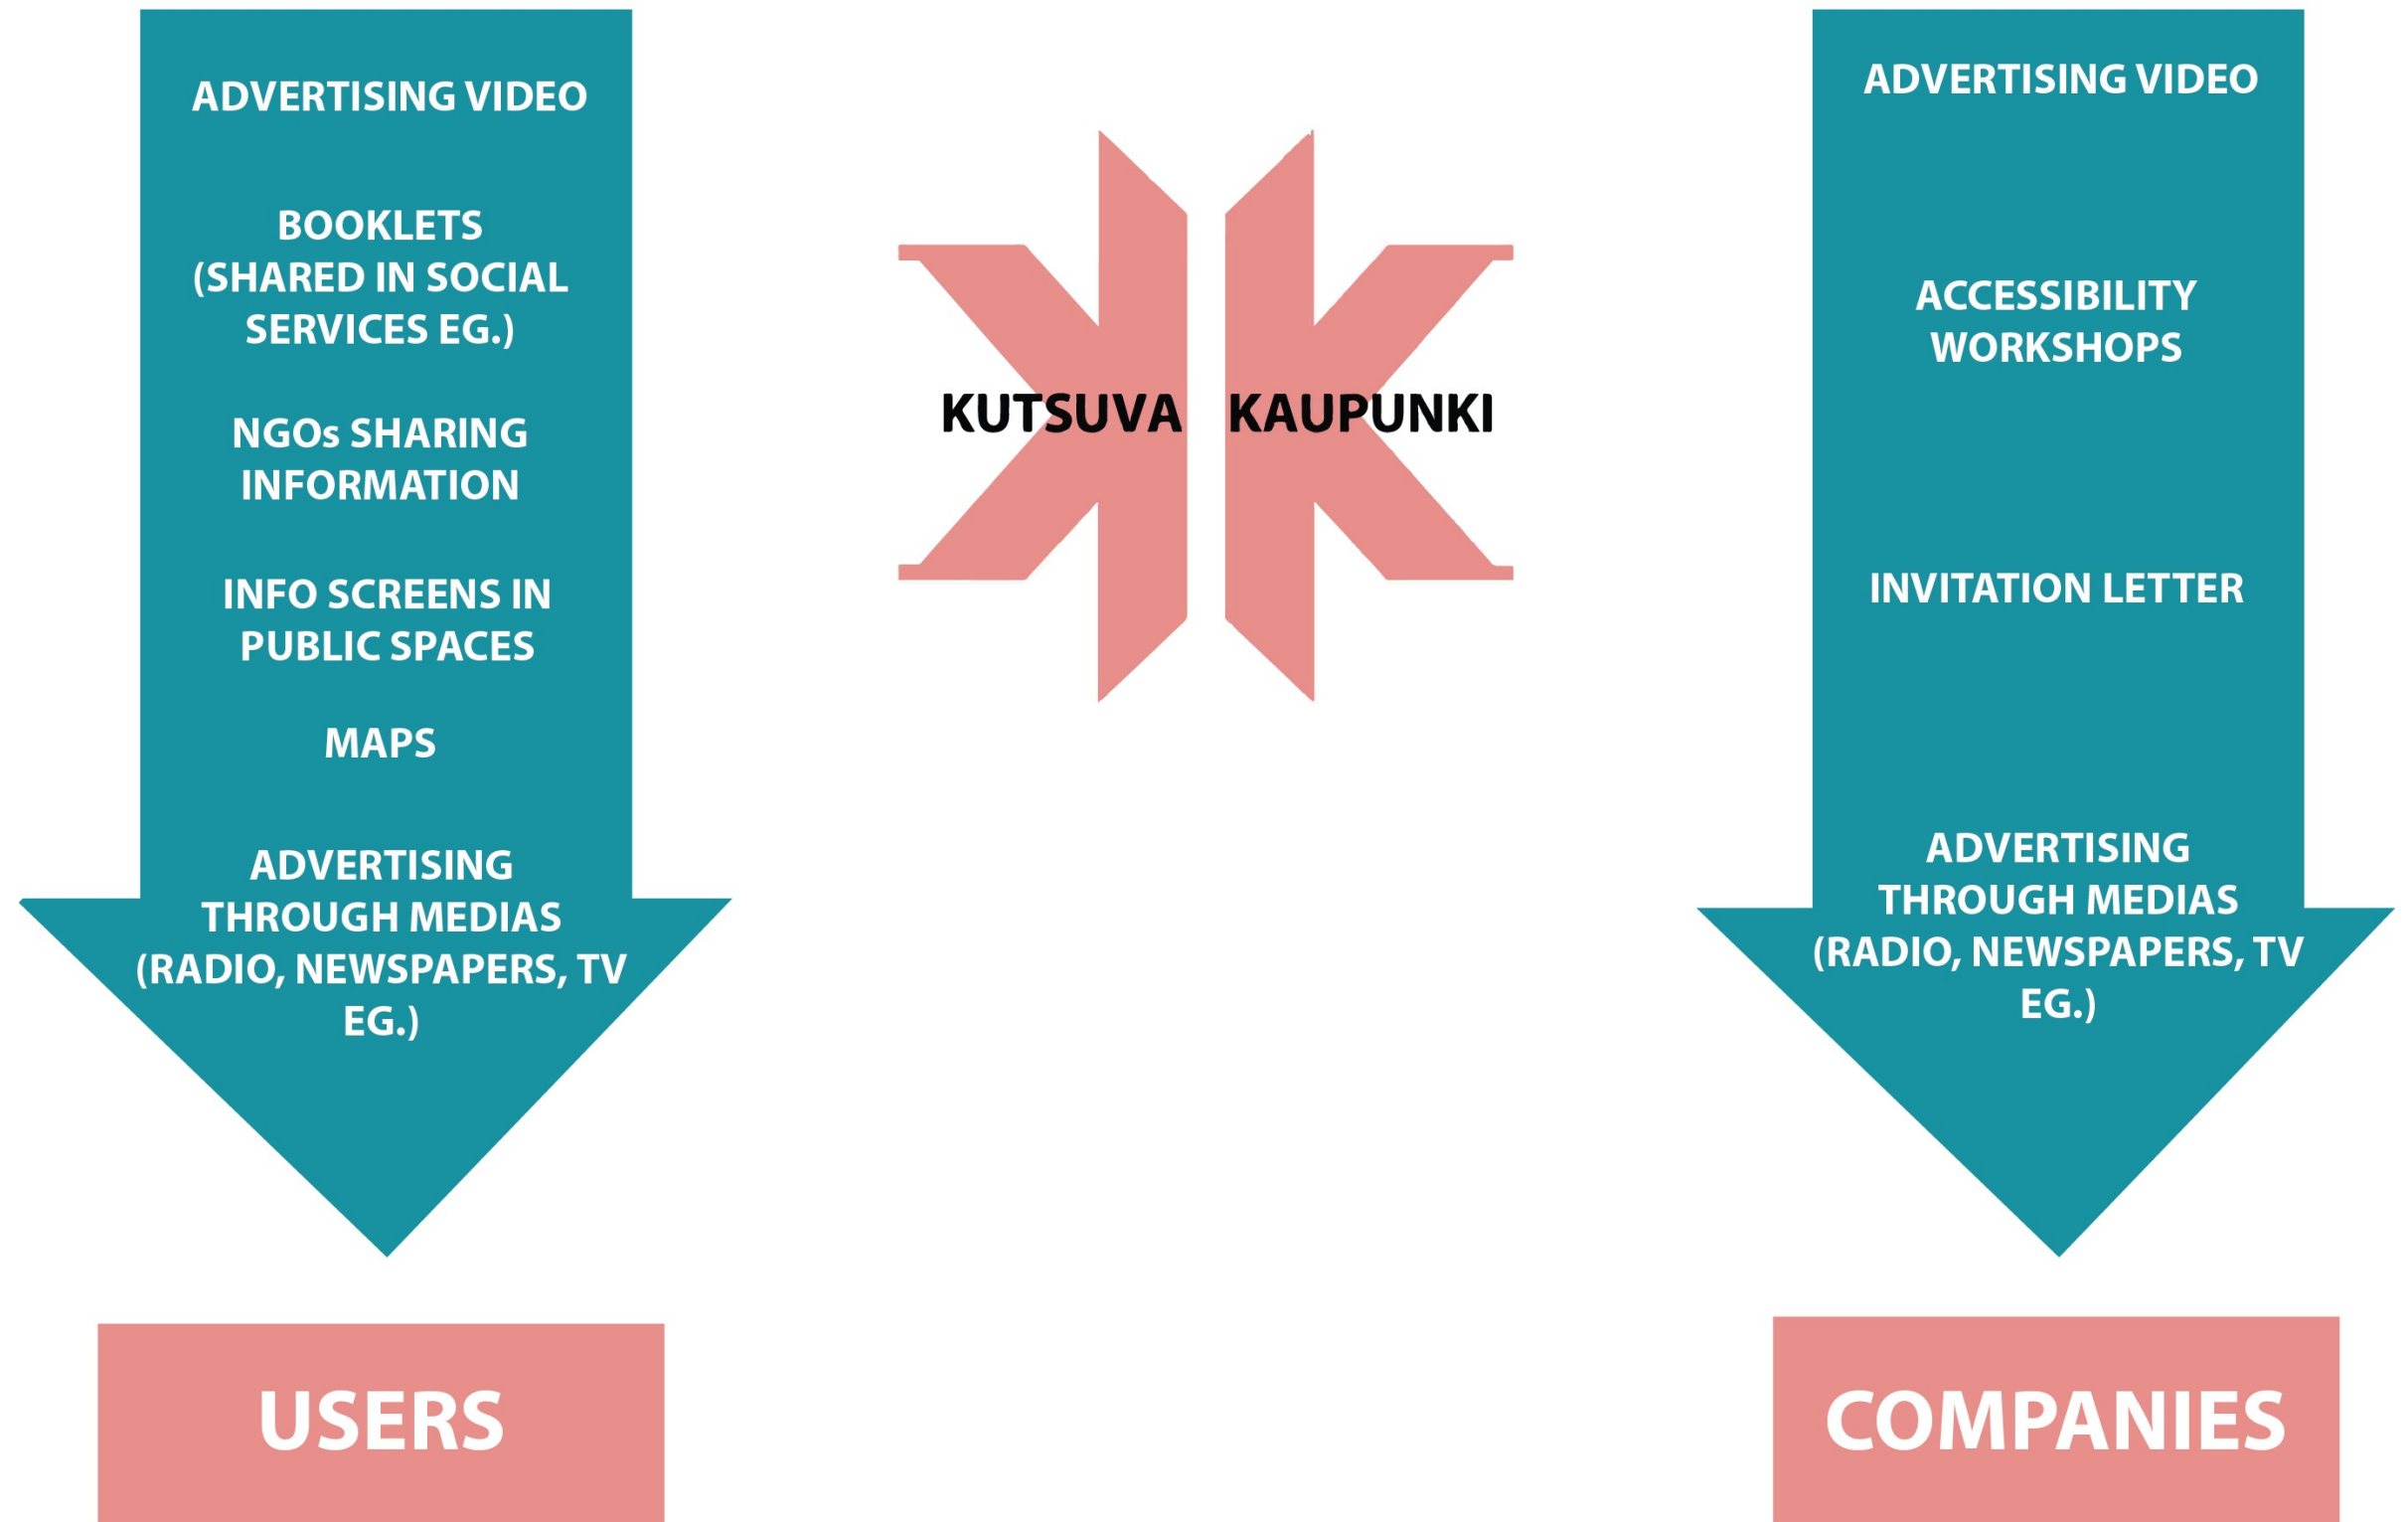 ADVERTISING VIDEO
BOOKLETS
(SHARED IN SOCIAL
SERVICES EG.)
NGOs SHARING
INFORMATION
INFO SCREENS IN
PUBLIC SPACES
MAPS
ADVERTISING
THROUGH MEDIAS
(RADIO, NEWSPAPERS, TV
EG.)
USERS
KUTSUVA KAUPUNKI
ADVERTISING VIDEO
ACCESSIBILITY
WORKSHOPS
INVITATION LETTER
ADVERTISING
THROUGH MEDIAS
(RADIO, NEWSPAPERS, TV
EG.)
COMPANIES